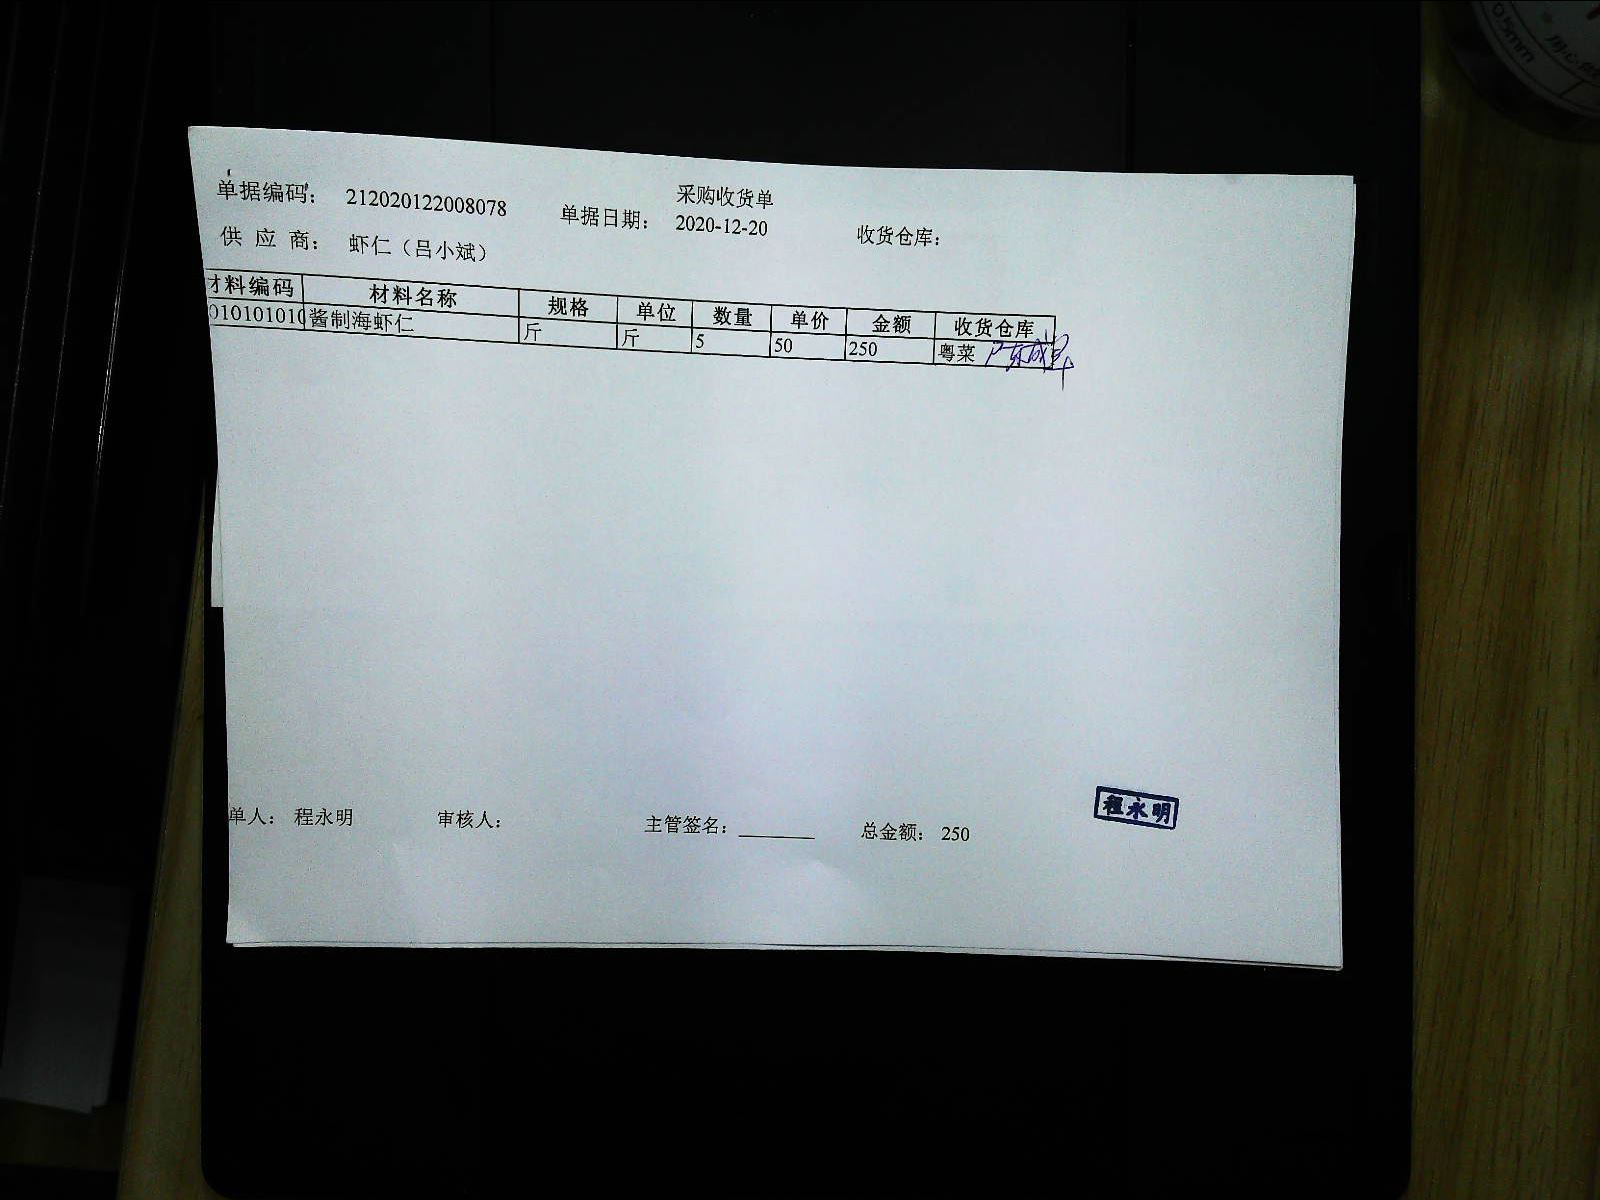 采购收货单
单据编码： 212020122008078 单据日期： 2020-12-20 收货仓库：
供 应 商： 虾仁（吕小斌）
材料编码 材料名称 规格 单位 数量 单价 金额 收货仓库
010101010 酱制海虾仁 斤 斤 5 50 250 粤菜
单人： 程永明 审核人： 主管签名：________ 总金额： 250
程永明
0.5mm